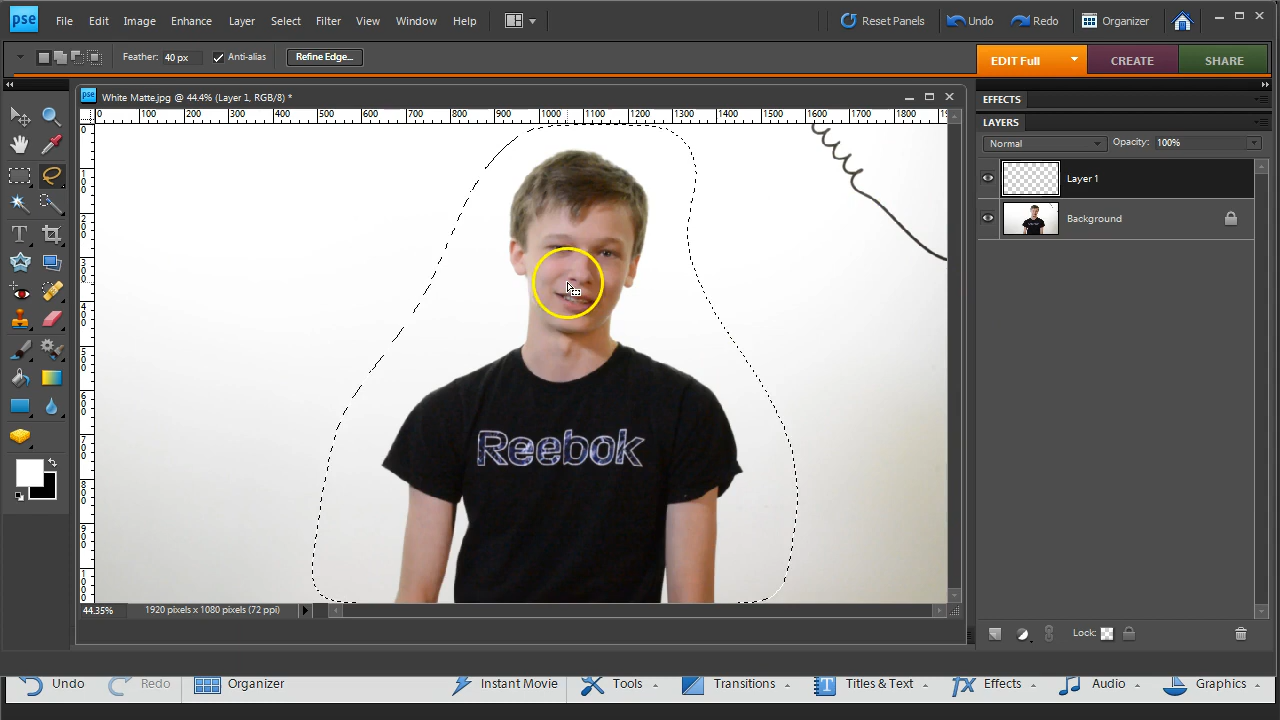 pse File Edit Image Enhance Layer Select Filter View Window Help Reset Panels Undo Redo Organizer
Feather: 40 px Anti-alias Refine Edge... EDIT Full CREATE SHARE
White Matte.jpg @ 44.4% (Layer 1, RGB/8) *
EFFECTS
LAYERS
Normal Opacity: 100%
Layer 1
Background
Reebok
44.35% 1920 pixels x 1080 pixels (72 ppi)
Lock:
Undo Redo Organizer Instant Movie Tools Transitions Titles & Text Effects Audio Graphics